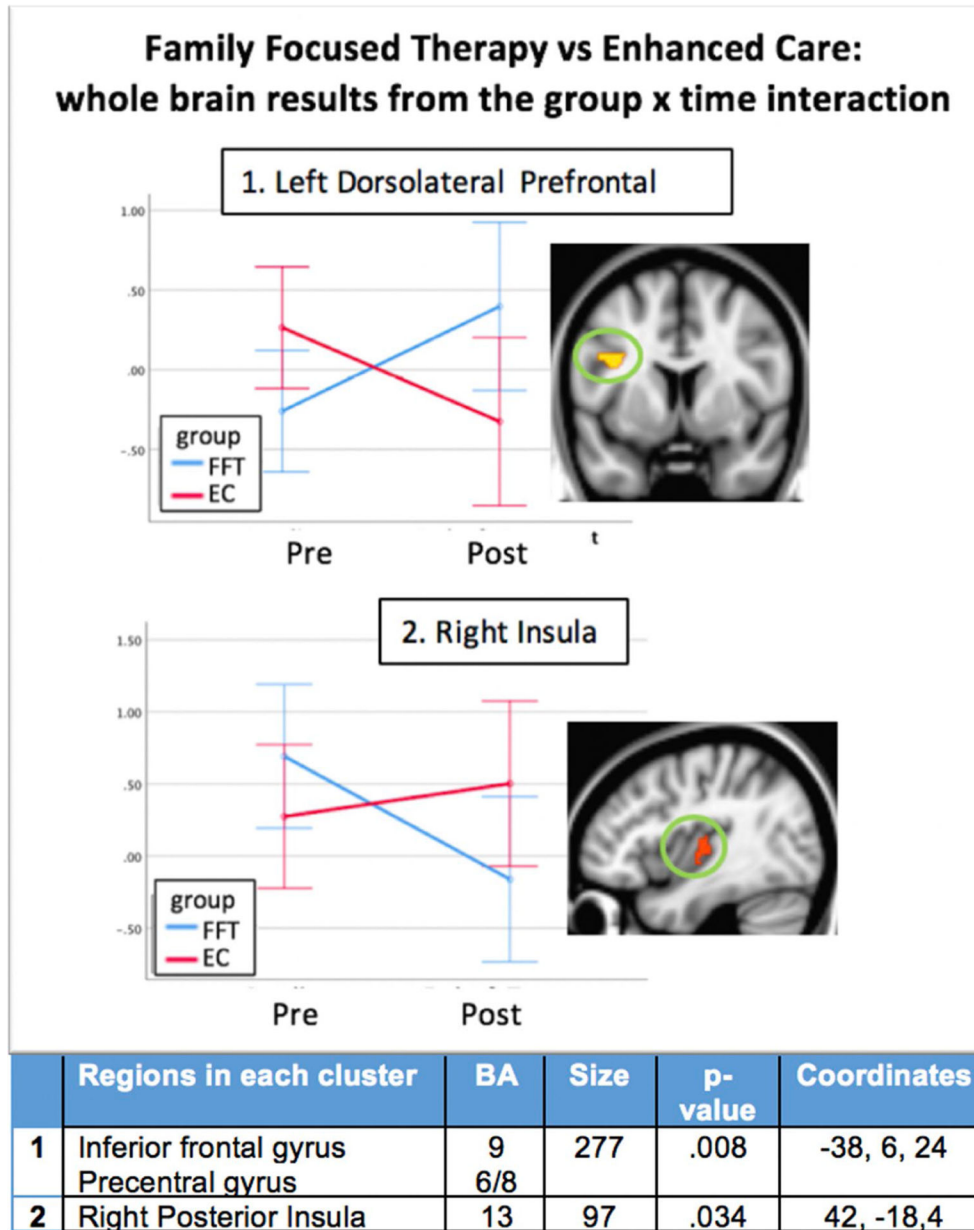 Family Focused Therapy vs Enhanced Care:
whole brain results from the group x time interaction
1. Left Dorsolateral Prefrontal
1.00
.50
.00
-.50
group
FFT
EC
Pre Post
t
2. Right Insula
1.50
1.00
.50
.00
-.50
group
FFT
EC
Pre Post
Regions in each cluster BA Size p-value Coordinates
1 Inferior frontal gyrus 9 277 .008 -38, 6, 24
Precentral gyrus 6/8
2 Right Posterior Insula 13 97 .034 42, -18,4